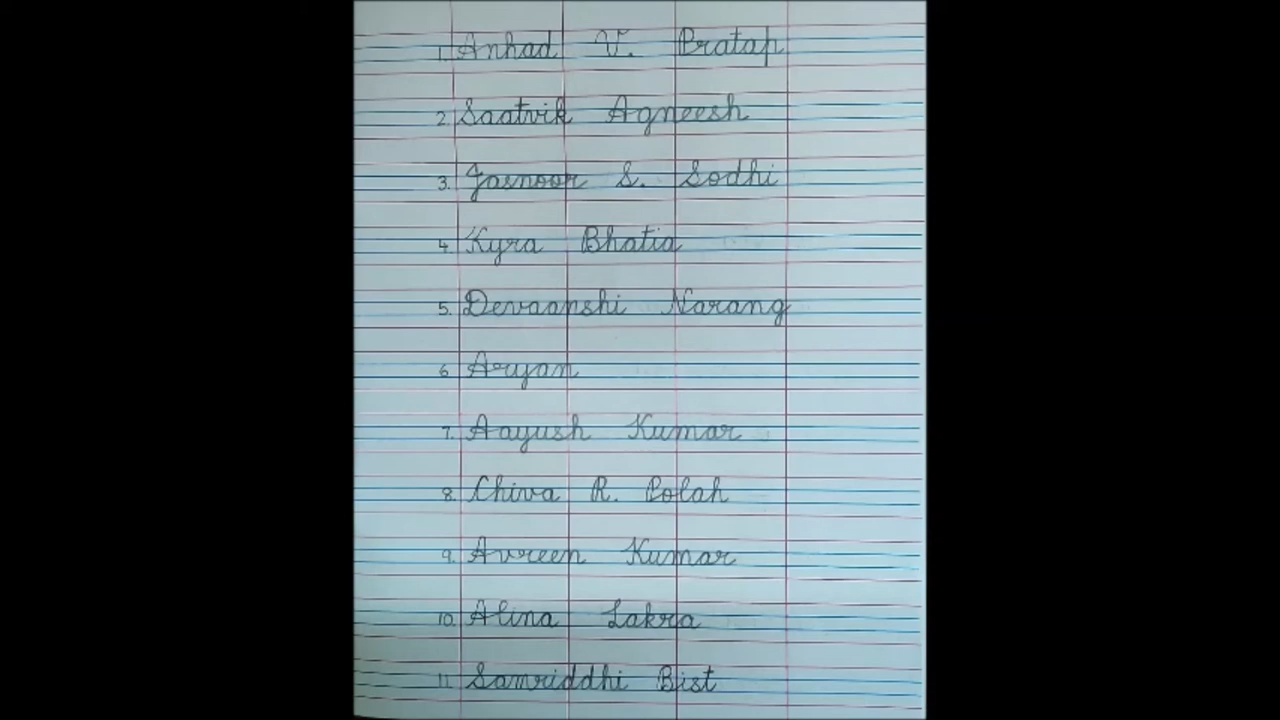 1. Anhad V. Pratap
2. Saatvik Agneesh
3. Jasnoor S. Sodhi
4. Kyra Bhatia
5. Devaanshi Narang
6. Aryan
7. Aayush Kumar
8. Chiva R. Polah
9. Avreen Kumar
10. Alina Lakra
11. Samriddhi Bist